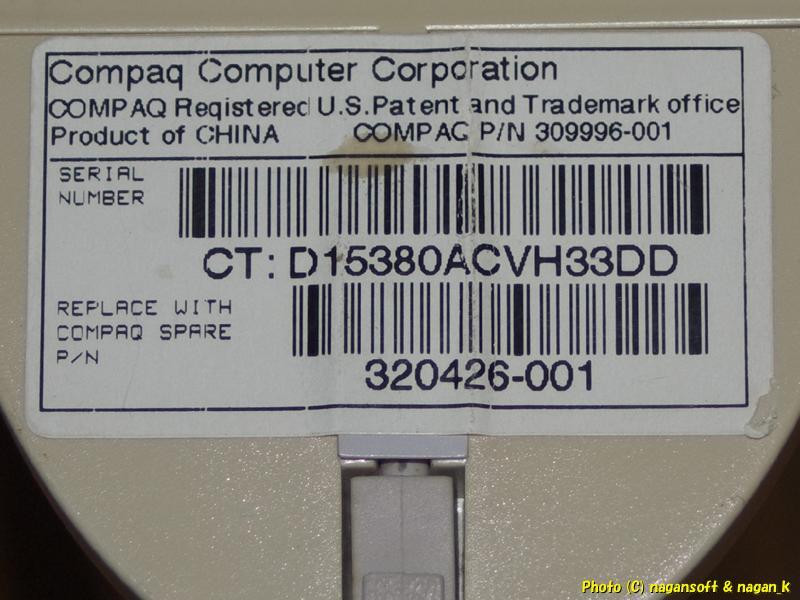 Compaq Computer Corporation
COMPAQ Registered U.S.Patent and Trademark office
Product of CHINA COMPAQ P/N 309996-001
SERIAL
NUMBER
CT: D15380ACVH33DD
REPLACE WITH
COMPAQ SPARE
P/N
320426-001
Photo (C) nagansoft & nagan_k